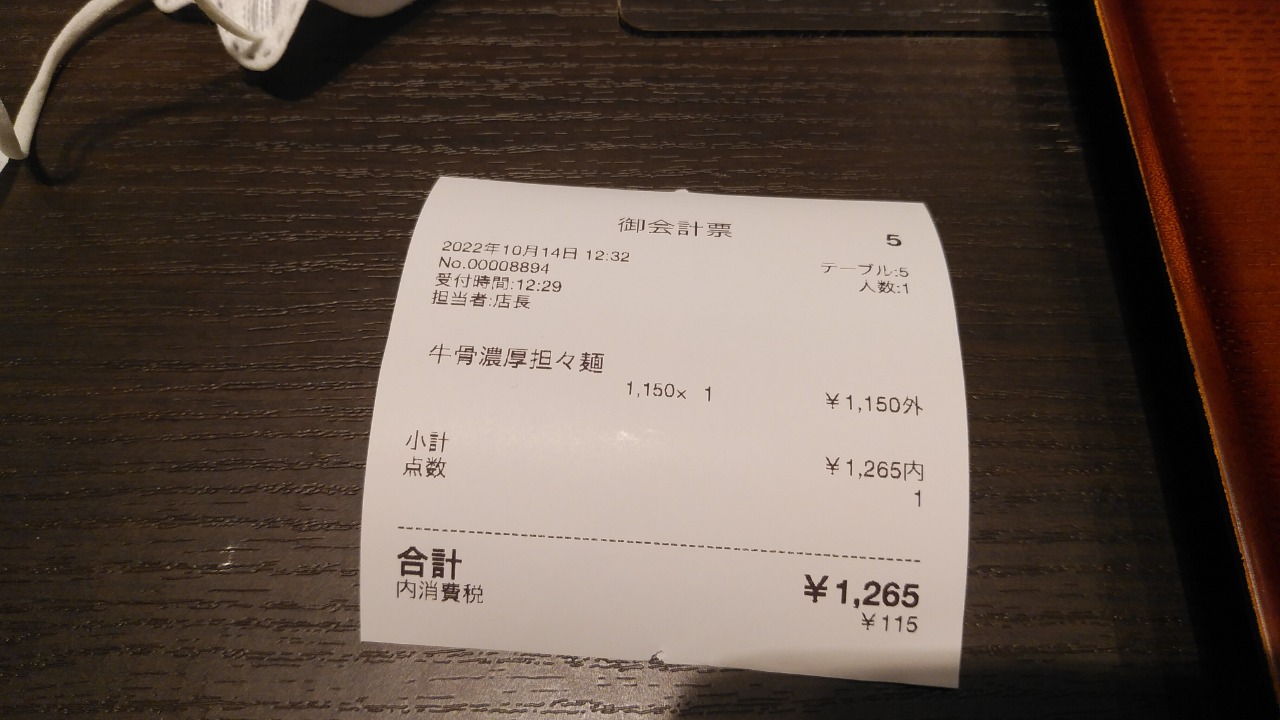 御会計票
5
2022年10月14日 12:32
No.00008894
テーブル:5
受付時間:12:29
人数:1
担当者:店長
牛骨濃厚担々麺
1,150× 1 ¥1,150外
小計 ¥1,265内
点数 1
合計 ¥1,265
内消費税 ¥115